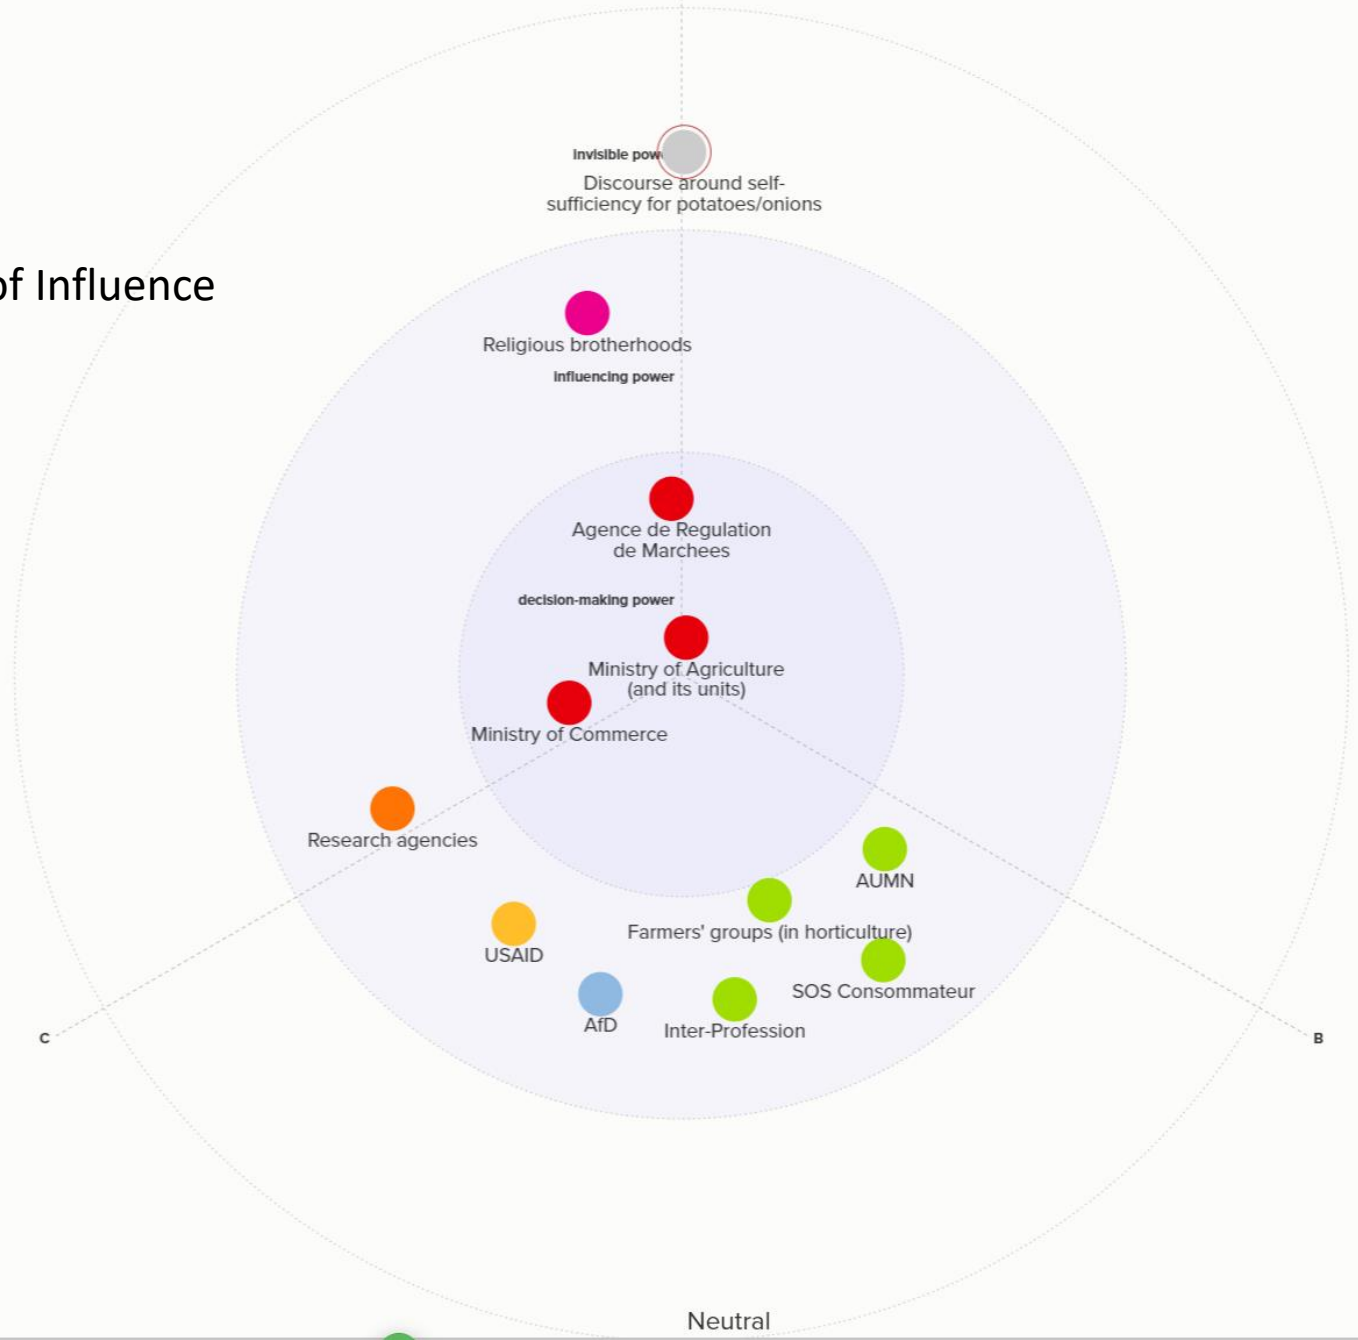 invisible pow
Discourse around self-
sufficiency for potatoes/onions
of Influence
Religious brotherhoods
influencing power
Agence de Regulation
de Marchees
decision-making power
Ministry of Agriculture
(and its units)
Ministry of Commerce
Research agencies
AUMN
Farmers' groups (in horticulture)
USAID
SOS Consommateur
AfD
Inter-Profession
C
B
Neutral